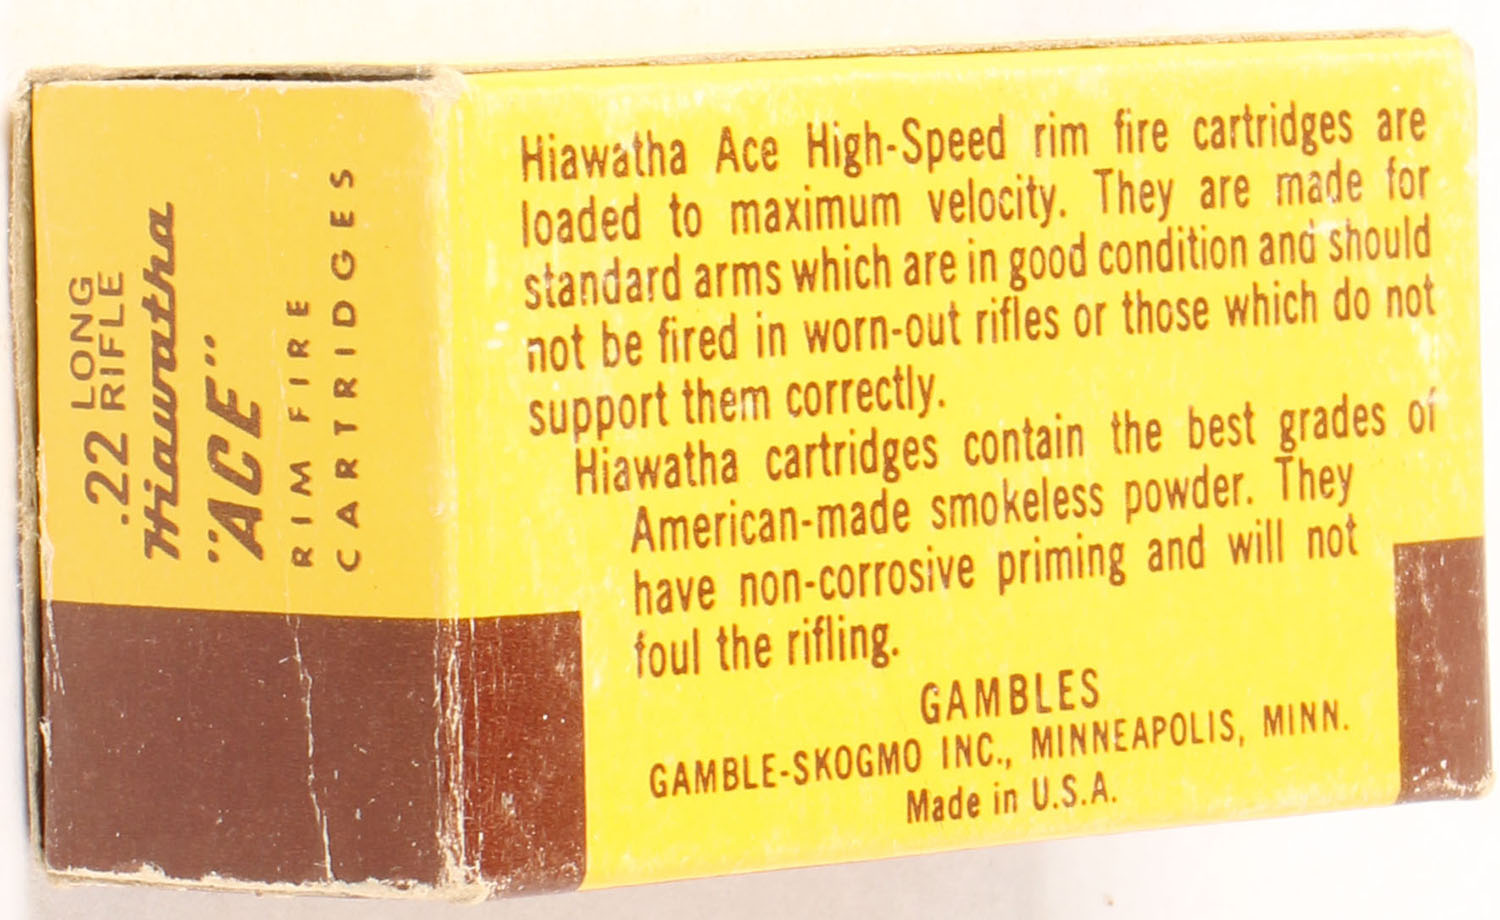 .22 LONG
RIFLE
Hiawatha
"ACE"
RIM FIRE
CARTRIDGES
Hiawatha Ace High-Speed rim fire cartridges are
loaded to maximum velocity. They are made for
standard arms which are in good condition and should
not be fired in worn-out rifles or those which do not
support them correctly.
Hiawatha cartridges contain the best grades of
American-made smokeless powder. They
have non-corrosive priming and will not
foul the rifling.
GAMBLES
GAMBLE-SKOGMO INC., MINNEAPOLIS, MINN.
Made in U.S.A.